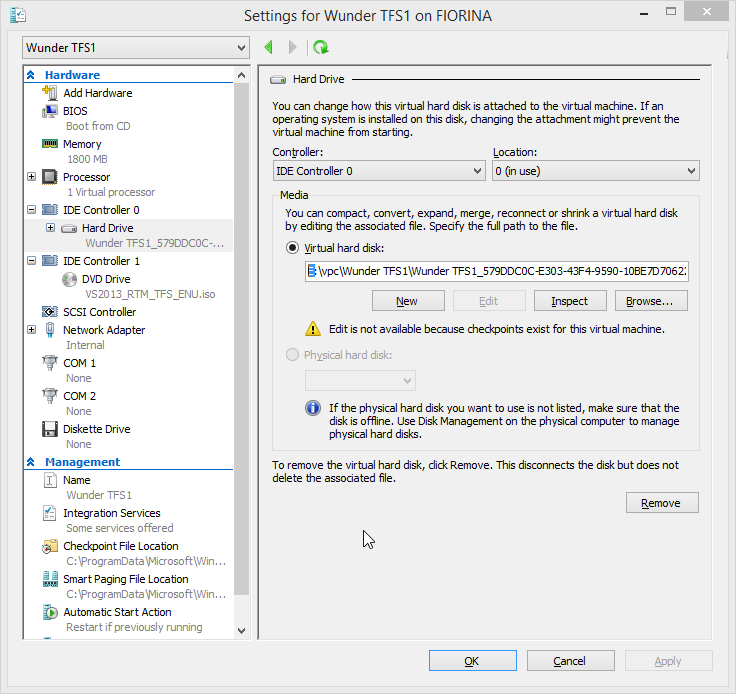 Settings for Wunder TFS1 on FIORINA
Wunder TFS1
Hardware
Add Hardware
BIOS
Boot from CD
Memory
1800 MB
Processor
1 Virtual processor
IDE Controller 0
Hard Drive
Wunder TFS1_579DDC0C-...
IDE Controller 1
DVD Drive
VS2013_RTM_TFS_ENU.iso
SCSI Controller
Network Adapter
Internal
COM 1
None
COM 2
None
Diskette Drive
None
Management
Name
Wunder TFS1
Integration Services
Some services offered
Checkpoint File Location
C:\ProgramData\Microsoft\Win...
Smart Paging File Location
C:\ProgramData\Microsoft\Win...
Automatic Start Action
Restart if previously running
Hard Drive
You can change how this virtual hard disk is attached to the virtual machine. If an
operating system is installed on this disk, changing the attachment might prevent the
virtual machine from starting.
Controller:
Location:
IDE Controller 0
0 (in use)
Media
You can compact, convert, expand, merge, reconnect or shrink a virtual hard disk
by editing the associated file. Specify the full path to the file.
Virtual hard disk:
\vpc\Wunder TFS1\Wunder TFS1_579DDC0C-E303-43F4-9590-10BE7D7062
New
Edit
Inspect
Browse...
Edit is not available because checkpoints exist for this virtual machine.
Physical hard disk:
If the physical hard disk you want to use is not listed, make sure that the
disk is offline. Use Disk Management on the physical computer to manage
physical hard disks.
To remove the virtual hard disk, click Remove. This disconnects the disk but does not
delete the associated file.
Remove
OK
Cancel
Apply